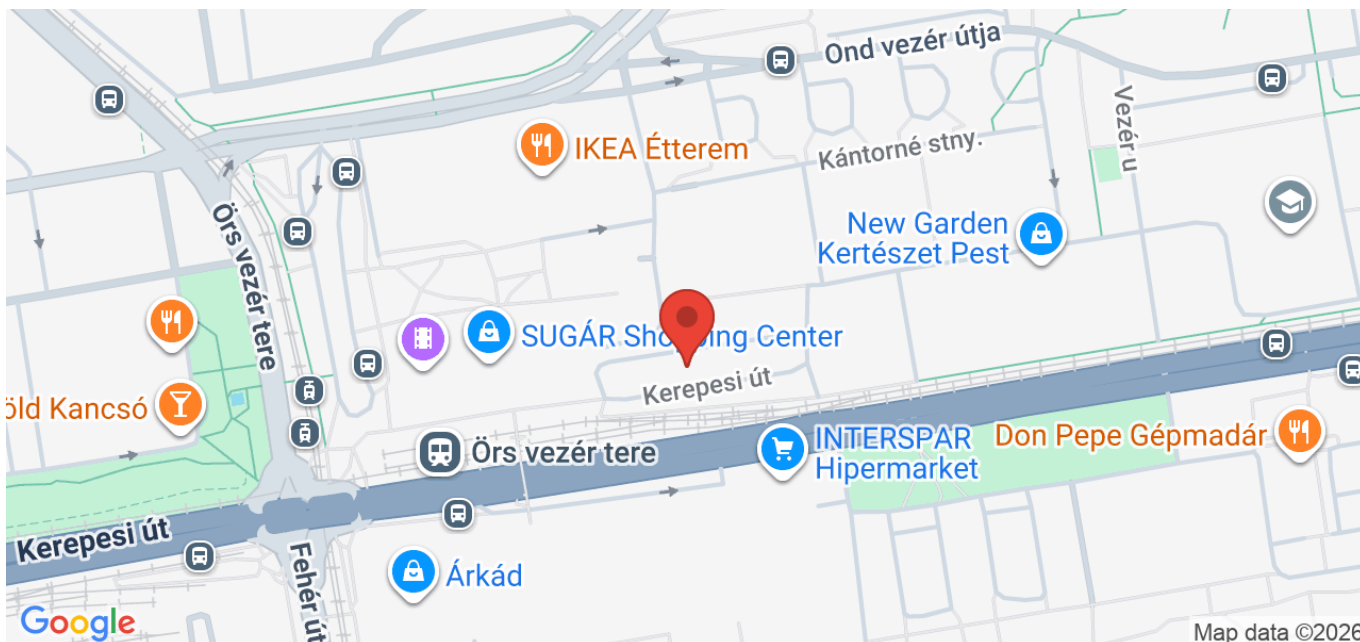 Ond vezér útja
Vezér u
IKEA Étterem
Kántorné stny.
Örs vezér tere
New Garden
Kertészet Pest
SUGÁR Shopping Center
Kerepesi út
öld Kancsó
Örs vezér tere
INTERSPAR
Hipermarket
Don Pepe Gépmadár
Kerepesi út
Fehér út
Árkád
Google
Map data ©2026